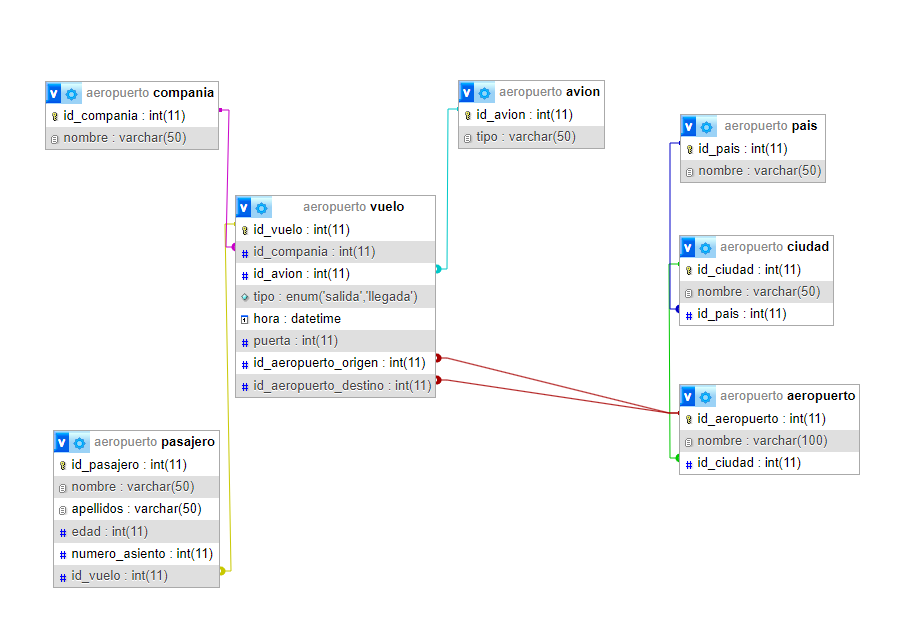 aeropuerto compania
id_compania : int(11)
nombre : varchar(50)
aeropuerto avion
id_avion : int(11)
tipo : varchar(50)
aeropuerto pais
id_pais : int(11)
nombre : varchar(50)
aeropuerto vuelo
id_vuelo : int(11)
id_compania : int(11)
id_avion : int(11)
tipo : enum('salida','llegada')
hora : datetime
puerta : int(11)
id_aeropuerto_origen : int(11)
id_aeropuerto_destino : int(11)
aeropuerto ciudad
id_ciudad : int(11)
nombre : varchar(50)
id_pais : int(11)
aeropuerto aeropuerto
id_aeropuerto : int(11)
nombre : varchar(100)
id_ciudad : int(11)
aeropuerto pasajero
id_pasajero : int(11)
nombre : varchar(50)
apellidos : varchar(50)
edad : int(11)
numero_asiento : int(11)
id_vuelo : int(11)